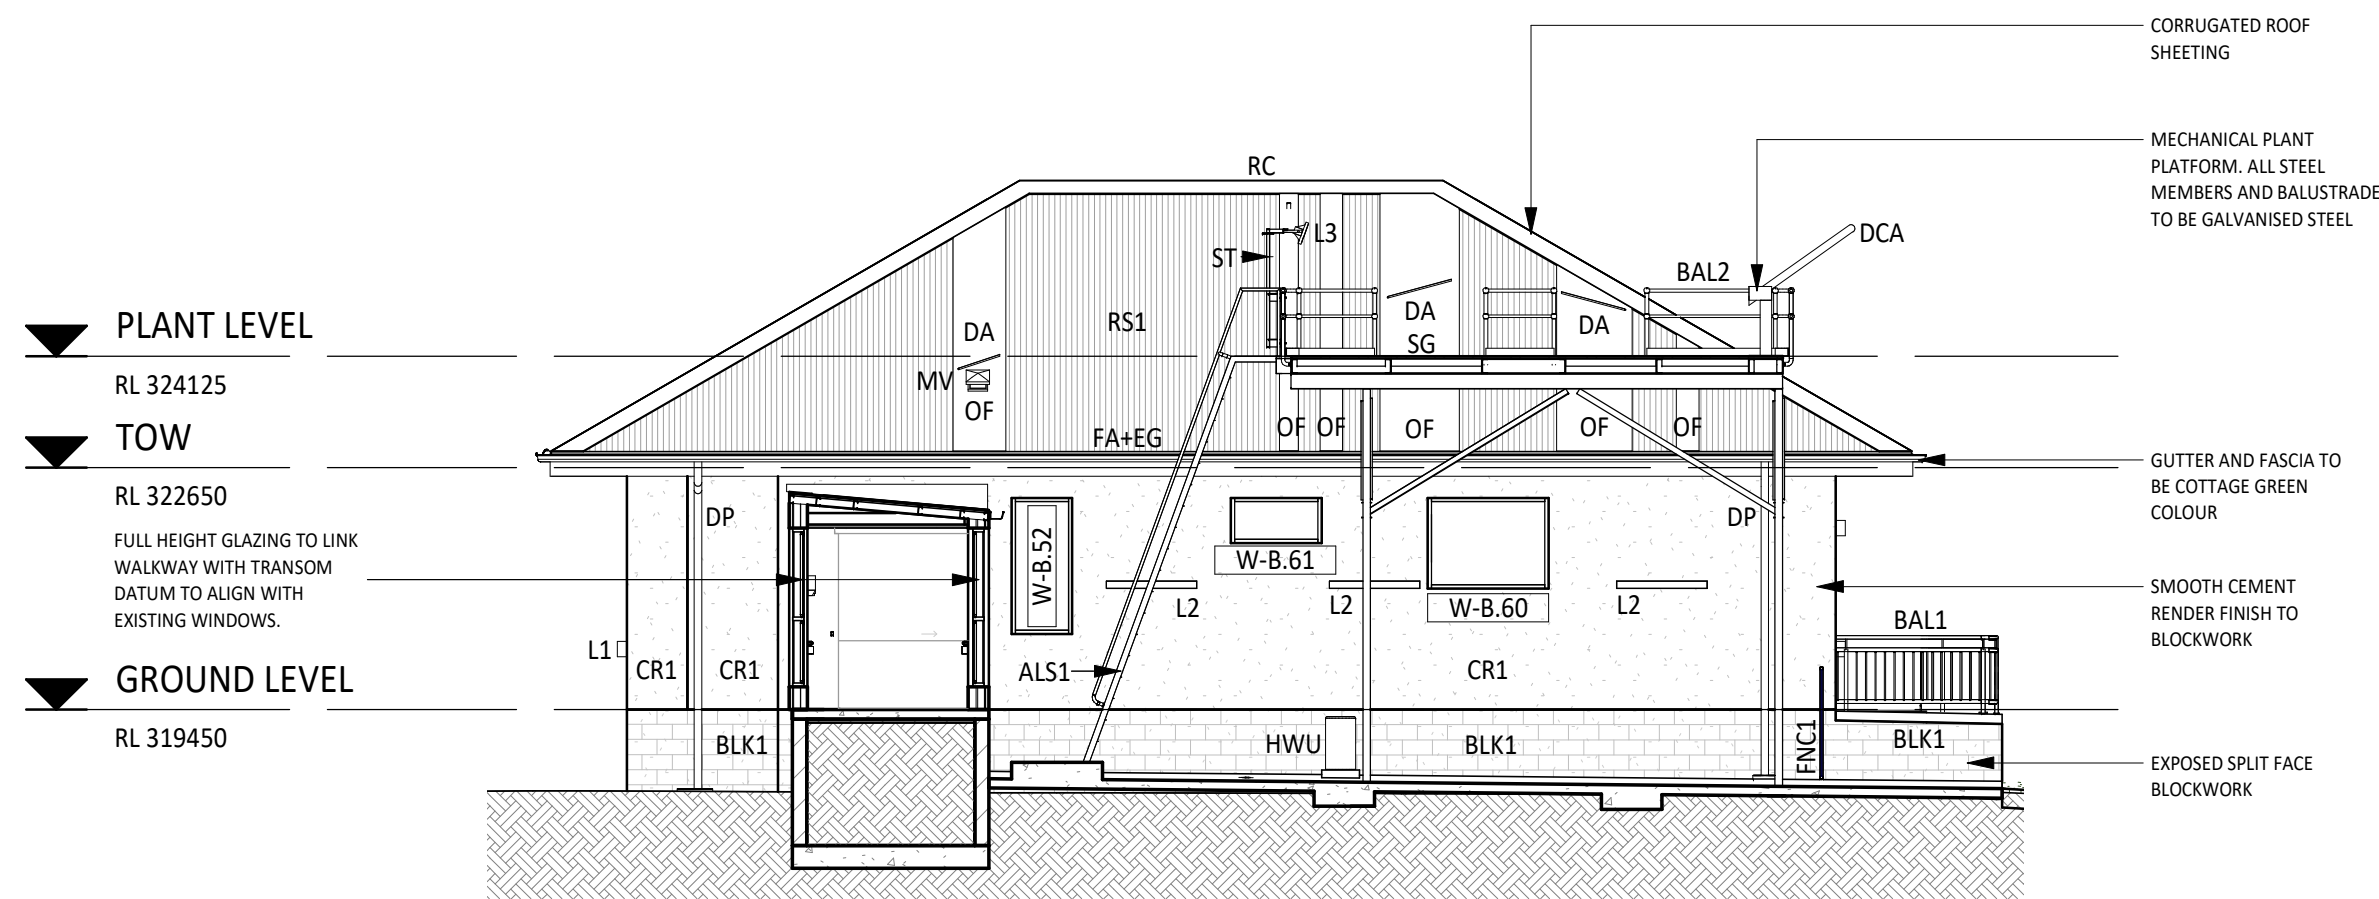 CORRUGATED ROOF
SHEETING
MECHANICAL PLANT
PLATFORM. ALL STEEL
MEMBERS AND BALUSTRADE
TO BE GALVANISED STEEL
RC
L3
DCA
ST
BAL2
PLANT LEVEL
DA
RS1
DA
DA
SG
RL 324125
MV
OF
TOW
FA+EG
OF
OF
OF
OF
OF
GUTTER AND FASCIA TO
BE COTTAGE GREEN
COLOUR
RL 322650
DP
DP
FULL HEIGHT GLAZING TO LINK
WALKWAY WITH TRANSOM
DATUM TO ALIGN WITH
EXISTING WINDOWS.
W-B.52
W-B.61
W-B.60
L2
L2
L2
SMOOTH CEMENT
RENDER FINISH TO
BLOCKWORK
BAL1
L1
CR1
CR1
ALS1
CR1
GROUND LEVEL
RL 319450
BLK1
HWU
BLK1
FNC1
BLK1
EXPOSED SPLIT FACE
BLOCKWORK